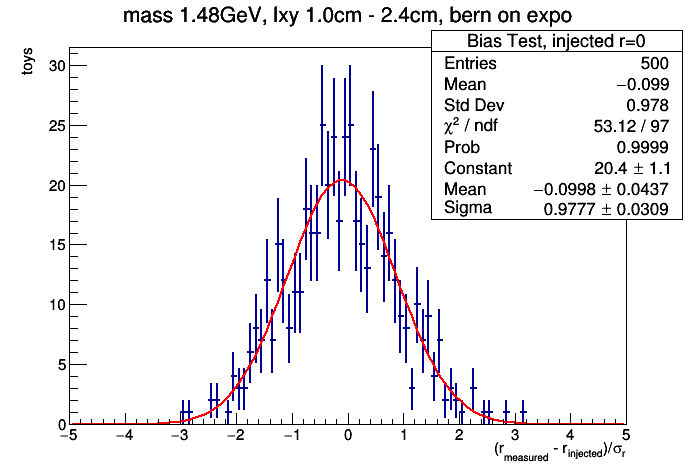 mass 1.48GeV, lxy 1.0cm - 2.4cm, bern on expo
Bias Test, injected r=0
Entries 500
Mean −0.099
Std Dev 0.978
χ² / ndf 53.12 / 97
Prob 0.9999
Constant 20.4 ± 1.1
Mean −0.0998 ± 0.0437
Sigma 0.9777 ± 0.0309
toys
30
25
20
15
10
5
0
−5 −4 −3 −2 −1 0 1 2 3 4 5
(r_measured - r_injected)/σ_r